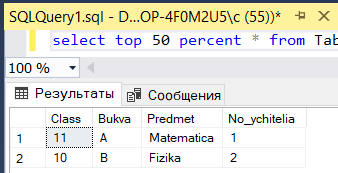 SQLQuery1.sql - D...OP-4F0M2U5\c (55))*
select top 50 percent * from Tab
100 %
Результаты Сообщения
Class Bukva Predmet No_ychitelia
1 11 A Matematica 1
2 10 B Fizika 2